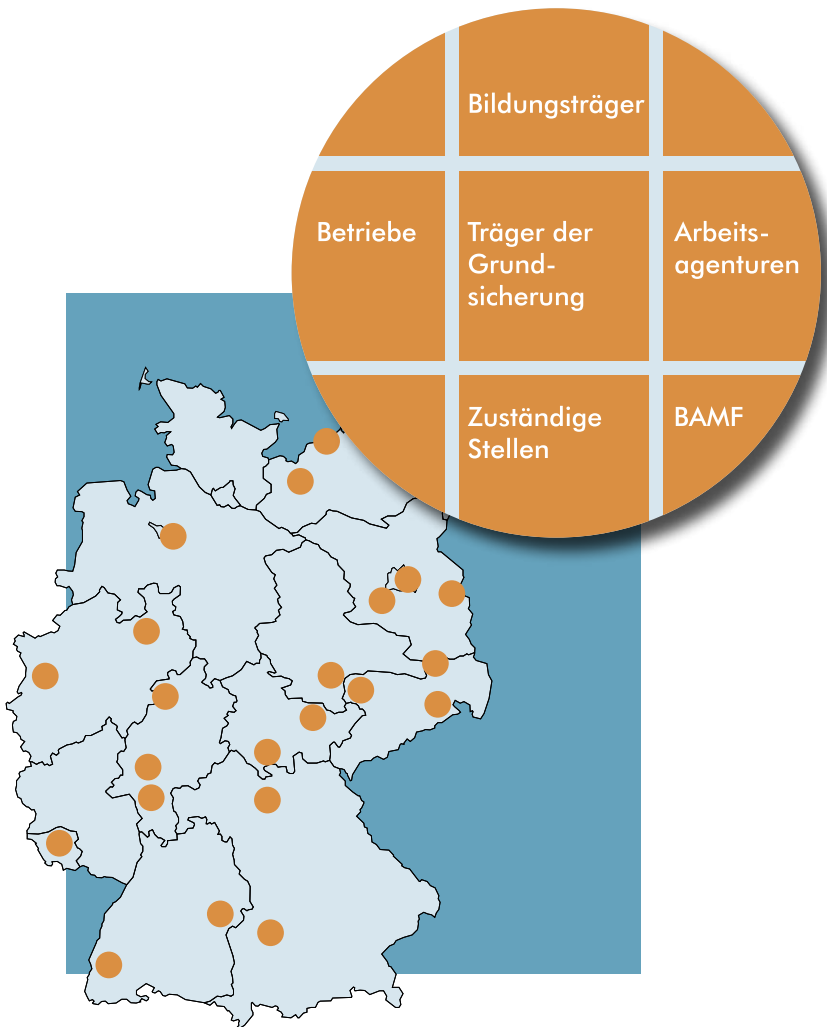 Bildungsträger
Betriebe
Träger der
Grund-
sicherung
Arbeits-
agenturen
Zuständige
Stellen
BAMF